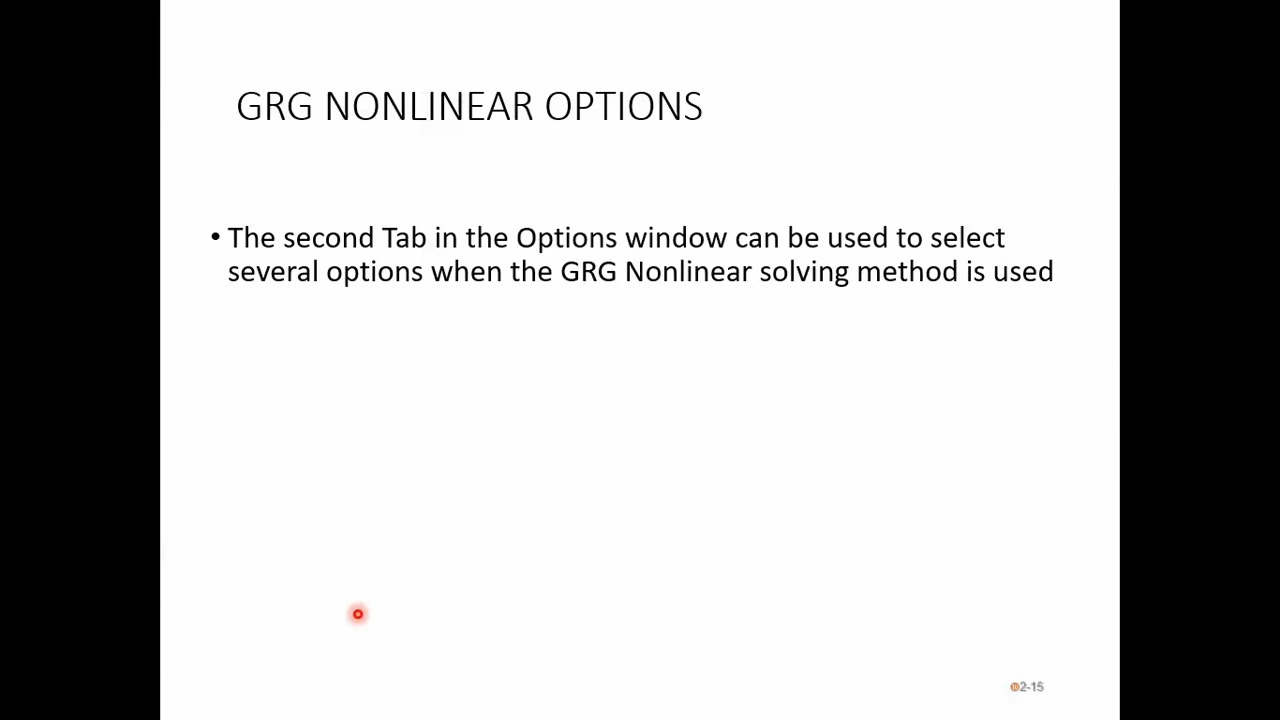 GRG NONLINEAR OPTIONS
• The second Tab in the Options window can be used to select
several options when the GRG Nonlinear solving method is used
2-15